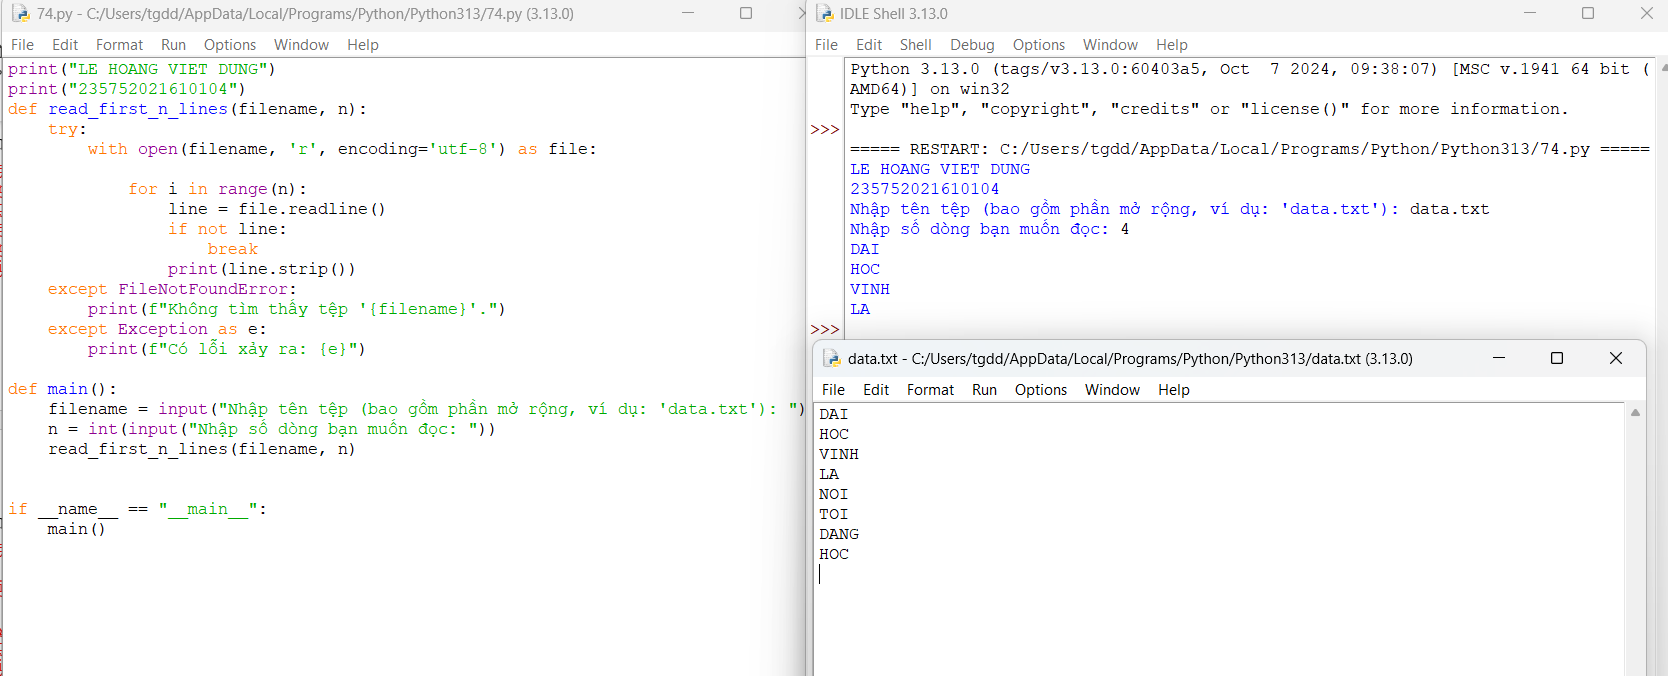 74.py - C:/Users/tgdd/AppData/Local/Programs/Python/Python313/74.py (3.13.0)
File Edit Format Run Options Window Help
print("LE HOANG VIET DUNG")
print("235752021610104")
def read_first_n_lines(filename, n):
    try:
        with open(filename, 'r', encoding='utf-8') as file:
            for i in range(n):
                line = file.readline()
                if not line:
                    break
                print(line.strip())
    except FileNotFoundError:
        print(f"Không tìm thấy tệp '{filename}'.")
    except Exception as e:
        print(f"Có lỗi xảy ra: {e}")
def main():
    filename = input("Nhập tên tệp (bao gồm phần mở rộng, ví dụ: 'data.txt'): ")
    n = int(input("Nhập số dòng bạn muốn đọc: "))
    read_first_n_lines(filename, n)
if __name__ == "__main__":
    main()
IDLE Shell 3.13.0
File Edit Shell Debug Options Window Help
Python 3.13.0 (tags/v3.13.0:60403a5, Oct  7 2024, 09:38:07) [MSC v.1941 64 bit (
AMD64)] on win32
Type "help", "copyright", "credits" or "license()" for more information.
>>>
===== RESTART: C:/Users/tgdd/AppData/Local/Programs/Python/Python313/74.py =====
LE HOANG VIET DUNG
235752021610104
Nhập tên tệp (bao gồm phần mở rộng, ví dụ: 'data.txt'): data.txt
Nhập số dòng bạn muốn đọc: 4
DAI
HOC
VINH
LA
>>>
data.txt - C:/Users/tgdd/AppData/Local/Programs/Python/Python313/data.txt (3.13.0)
File Edit Format Run Options Window Help
DAI
HOC
VINH
LA
NOI
TOI
DANG
HOC